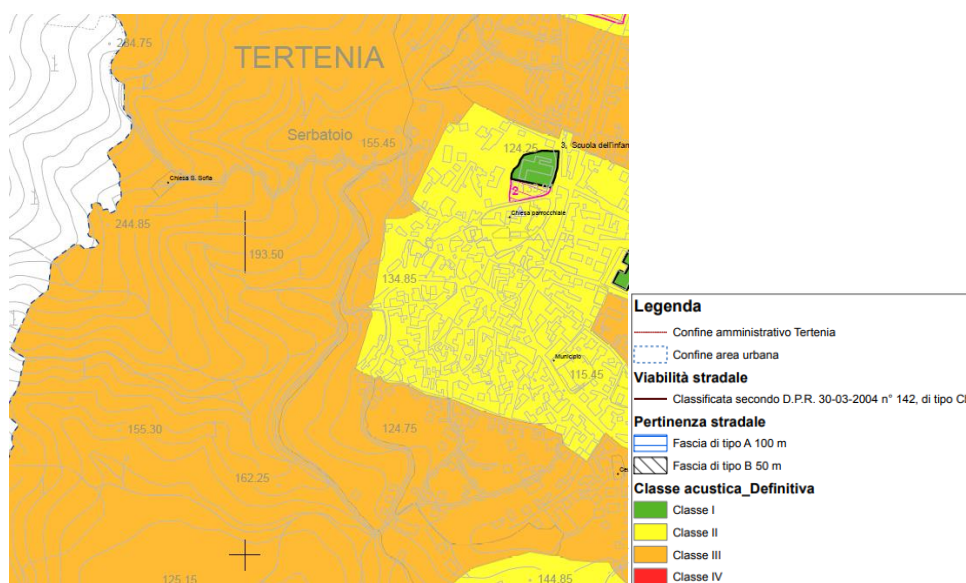 284.75
TERTENIA
Serbatoio
155.45
124.25
3. Scuola dell'infan
Chiesa S. Sofia
2
Chiesa parrocchiale
244.85
193.50
134.85
Municipio
115.45
155.30
124.75
162.25
Ce
125.15
144.85
Legenda
Confine amministrativo Tertenia
Confine area urbana
Viabilità stradale
Classificata secondo D.P.R. 30-03-2004 n° 142, di tipo C
Pertinenza stradale
Fascia di tipo A 100 m
Fascia di tipo B 50 m
Classe acustica_Definitiva
Classe I
Classe II
Classe III
Classe IV